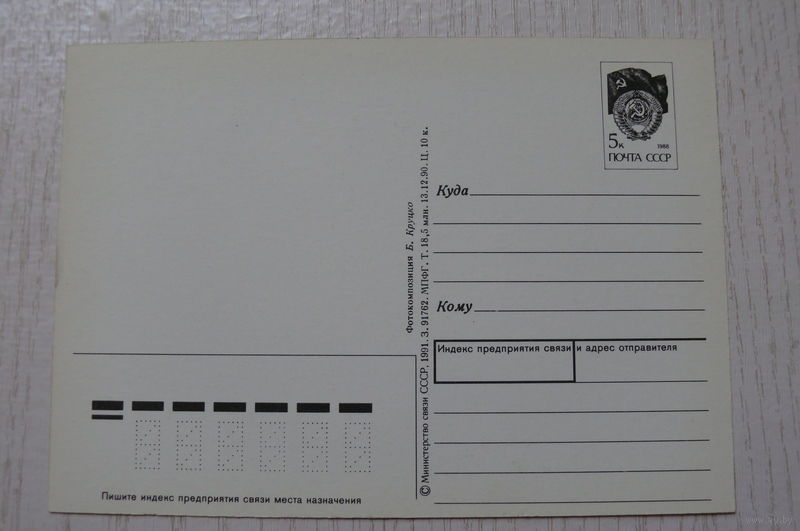 5к 1988
ПОЧТА СССР
Куда
Кому
Индекс предприятия связи и адрес отправителя
Фотокомпозиция Б. Круцко
© Министерство связи СССР, 1991. З. 91762. МПФГ. Т. 18,5 млн. 13.12.90. Ц. 10 к.
Пишите индекс предприятия связи места назначения